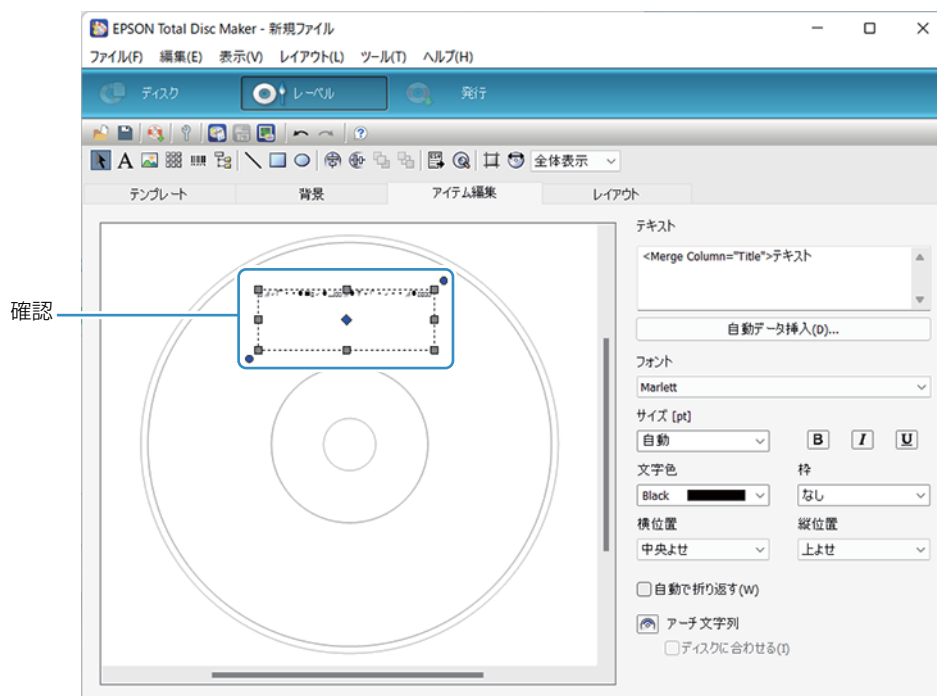 EPSON Total Disc Maker - 新規ファイル
ファイル(F) 編集(E) 表示(V) レイアウト(L) ツール(T) ヘルプ(H)
ディスク レーベル 発行
A 全体表示
テンプレート 背景 アイテム編集 レイアウト
確認
テキスト
<Merge Column="Title">テキスト
自動データ挿入(D)...
フォント
Marlett
サイズ [pt]
自動 B I U
文字色 枠
Black なし
横位置 縦位置
中央よせ 上よせ
自動で折り返す(W)
アーチ文字列
ディスクに合わせる(I)